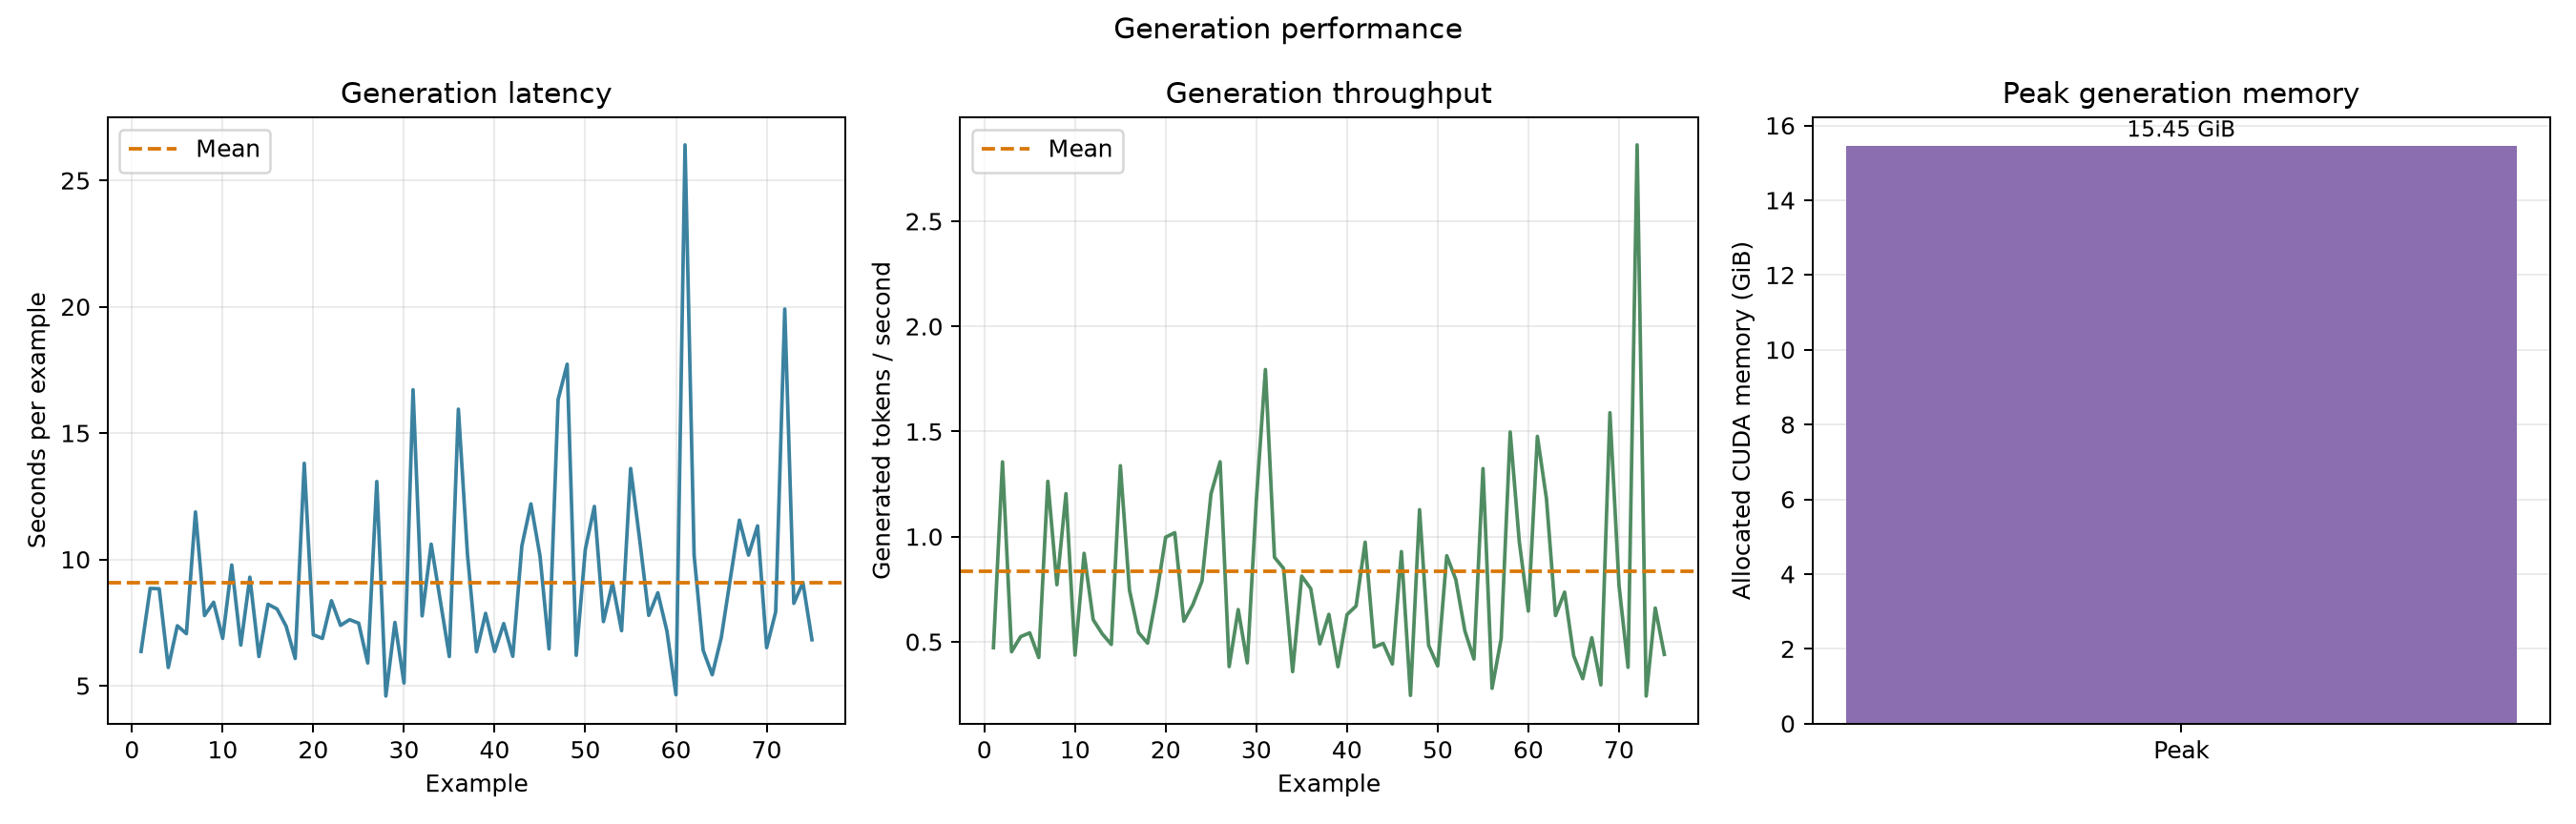 Generation performance
Generation latency
Mean
25
20
15
10
5
Seconds per example
0 10 20 30 40 50 60 70
Example
Generation throughput
Mean
2.5
2.0
1.5
1.0
0.5
Generated tokens / second
0 10 20 30 40 50 60 70
Example
Peak generation memory
15.45 GiB
16
14
12
10
8
6
4
2
0
Allocated CUDA memory (GiB)
Peak